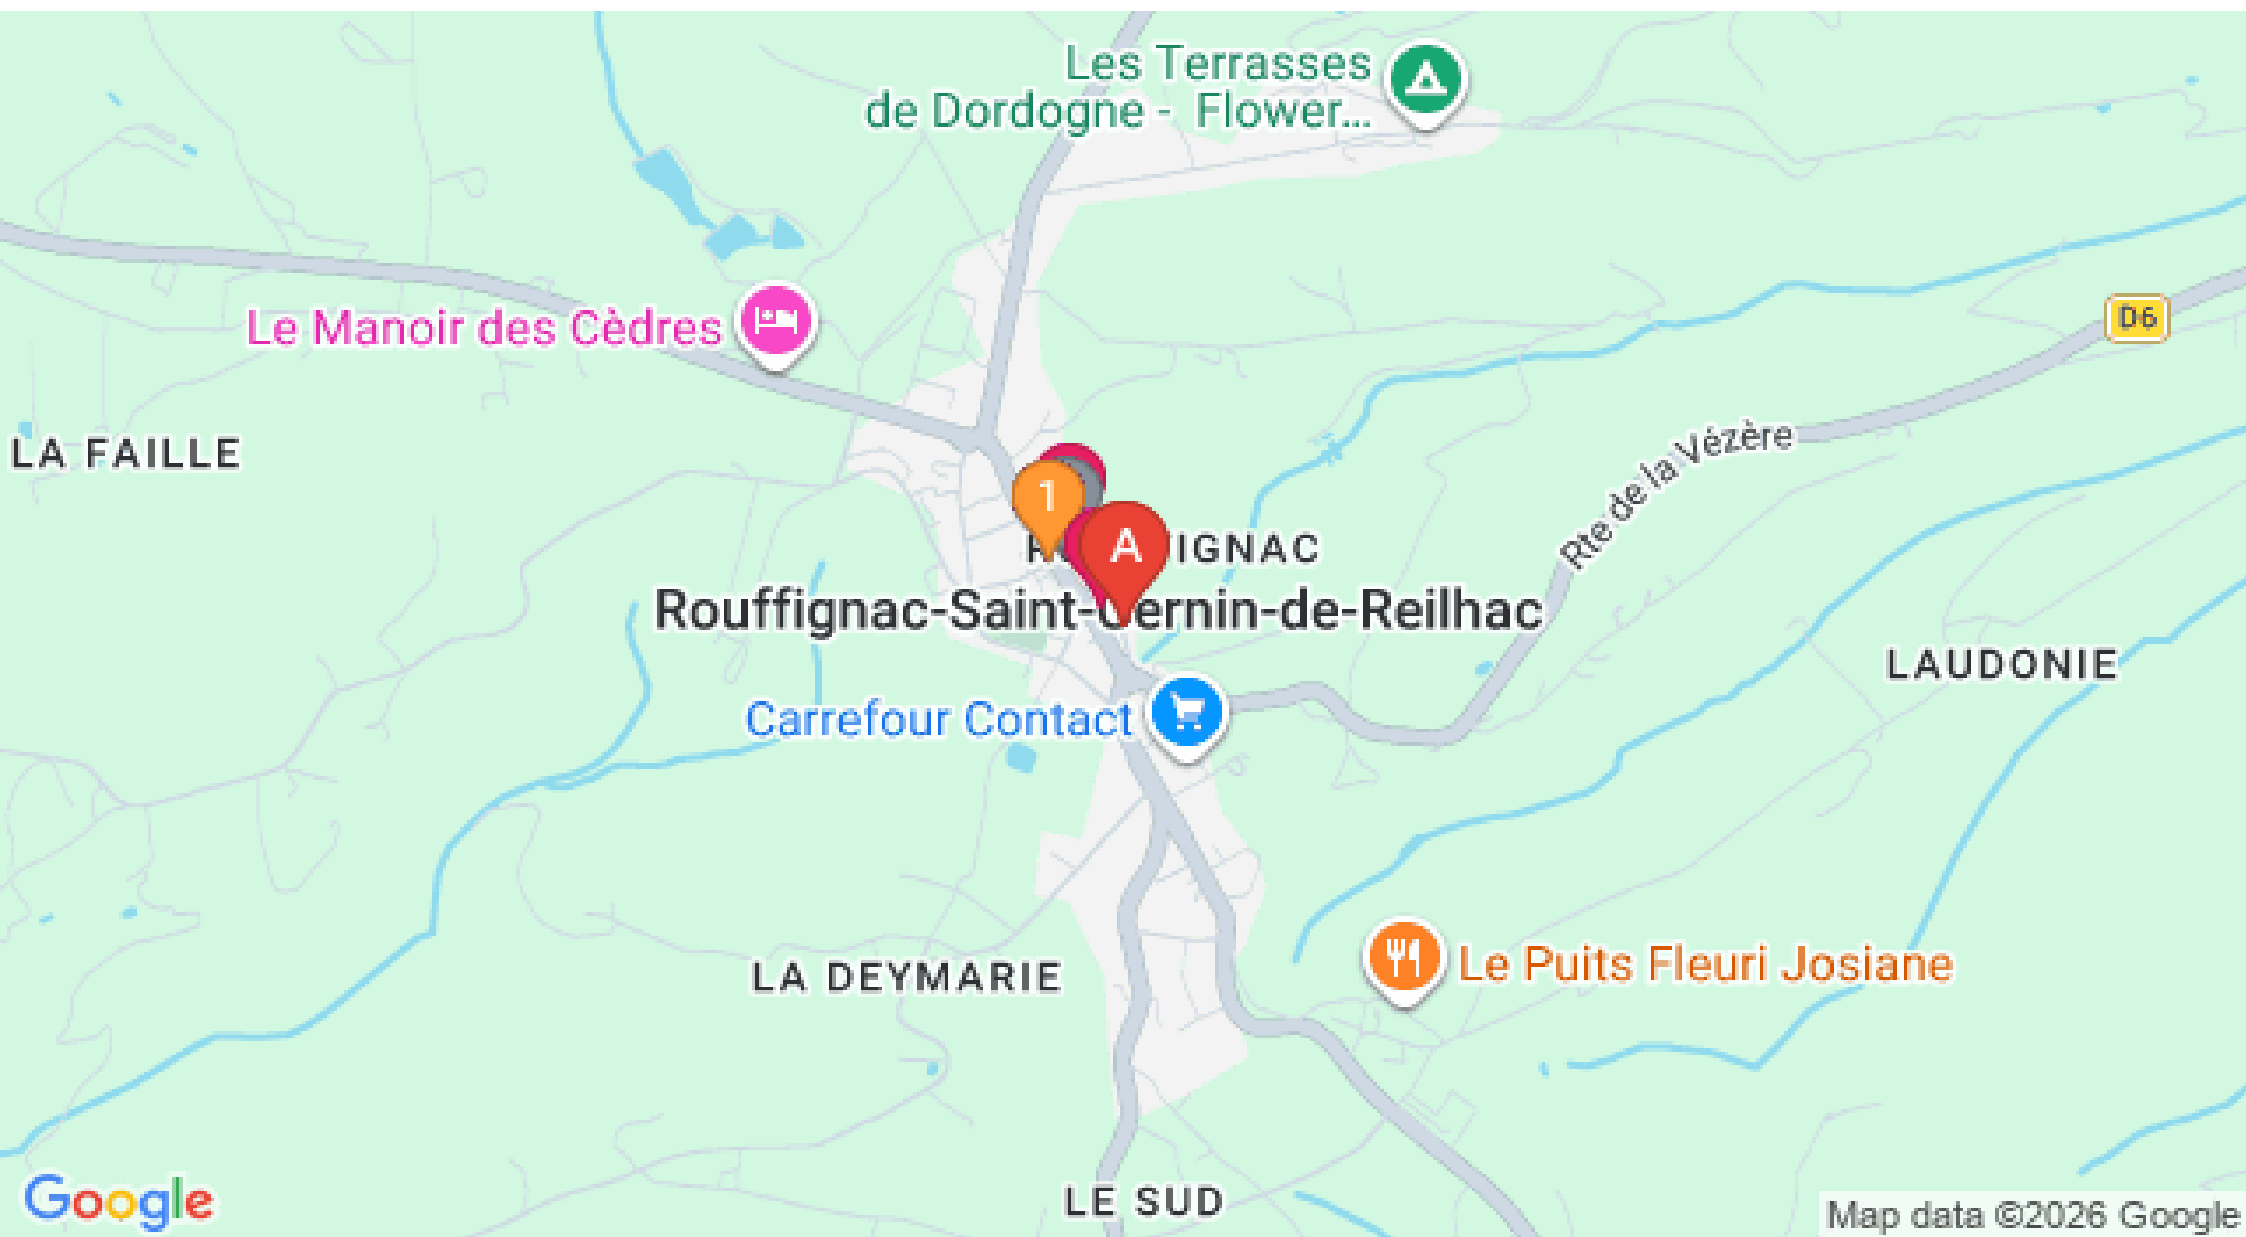 Les Terrasses
de Dordogne - Flower...
D6
Le Manoir des Cèdres
Rte de la Vézère
LA FAILLE
1
A
IGNAC
Rouffignac-Saint-Cernin-de-Reilhac
LAUDONIE
Carrefour Contact
Le Puits Fleuri Josiane
LA DEYMARIE
LE SUD
Google
Map data ©2026 Google